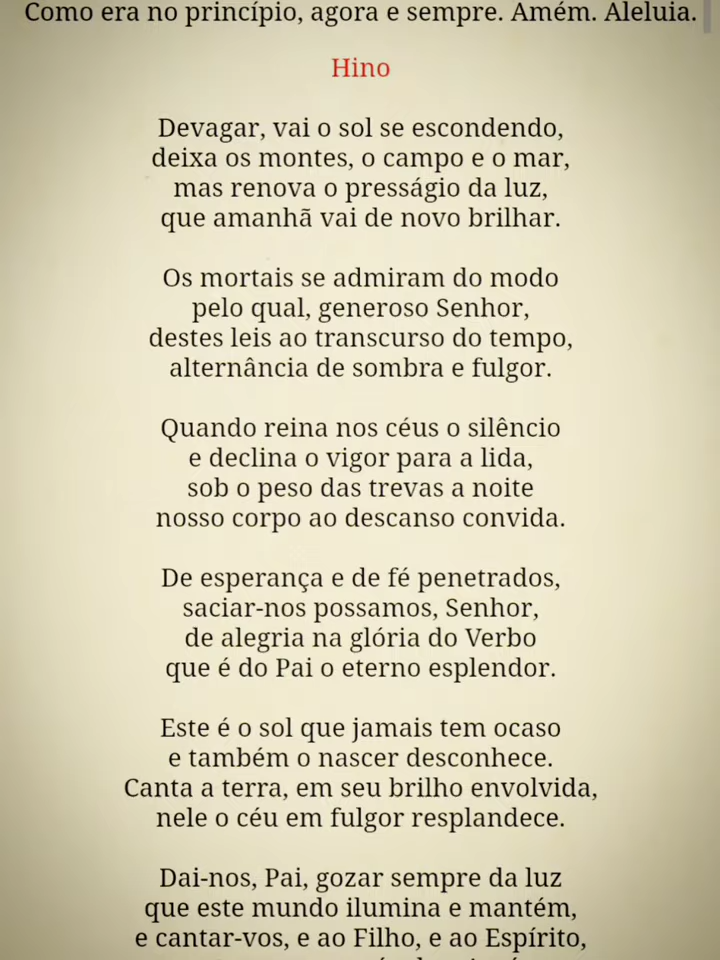 Como era no princípio, agora e sempre. Amém. Aleluia.
Hino
Devagar, vai o sol se escondendo,
deixa os montes, o campo e o mar,
mas renova o presságio da luz,
que amanhã vai de novo brilhar.
Os mortais se admiram do modo
pelo qual, generoso Senhor,
destes leis ao transcurso do tempo,
alternância de sombra e fulgor.
Quando reina nos céus o silêncio
e declina o vigor para a lida,
sob o peso das trevas a noite
nosso corpo ao descanso convida.
De esperança e de fé penetrados,
saciar-nos possamos, Senhor,
de alegria na glória do Verbo
que é do Pai o eterno esplendor.
Este é o sol que jamais tem ocaso
e também o nascer desconhece.
Canta a terra, em seu brilho envolvida,
nele o céu em fulgor resplandece.
Dai-nos, Pai, gozar sempre da luz
que este mundo ilumina e mantém,
e cantar-vos, e ao Filho, e ao Espírito,